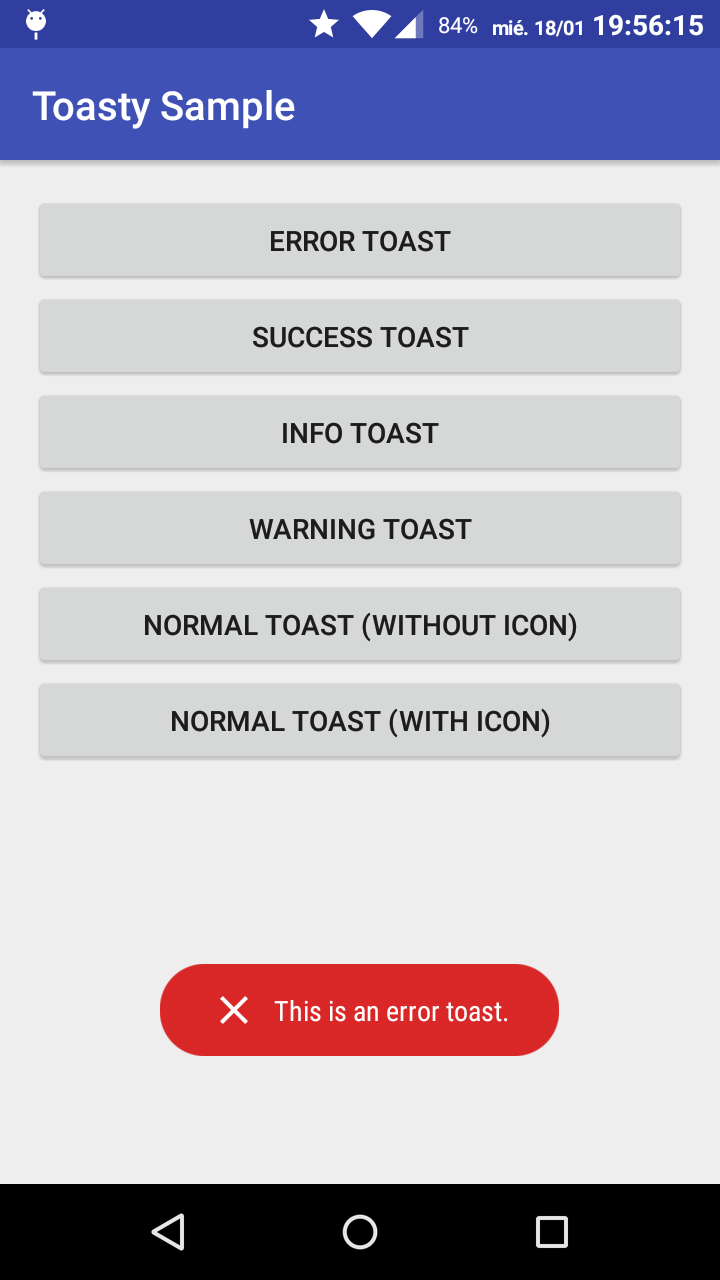 84% mié. 18/01 19:56:15
Toasty Sample
ERROR TOAST
SUCCESS TOAST
INFO TOAST
WARNING TOAST
NORMAL TOAST (WITHOUT ICON)
NORMAL TOAST (WITH ICON)
This is an error toast.